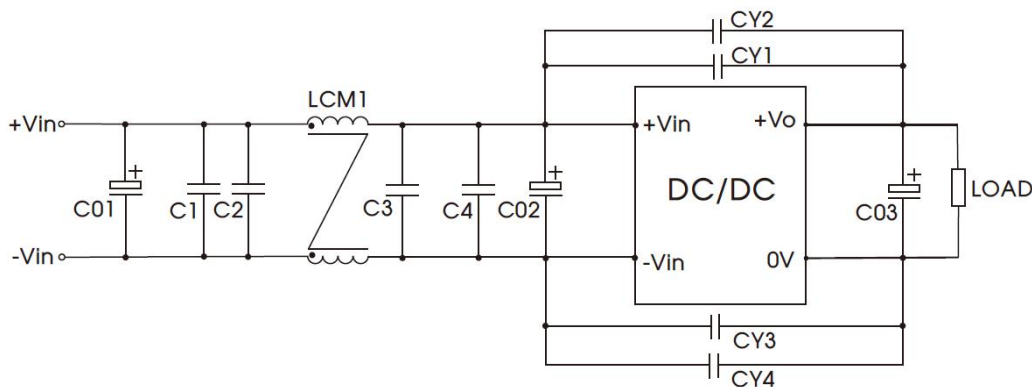 CY2
CY1
LCM1
+Vin
+Vin
+Vo
+
C01
C1
C2
C3
C4
+
C02
DC/DC
+
C03
LOAD
-Vin
-Vin
0V
CY3
CY4